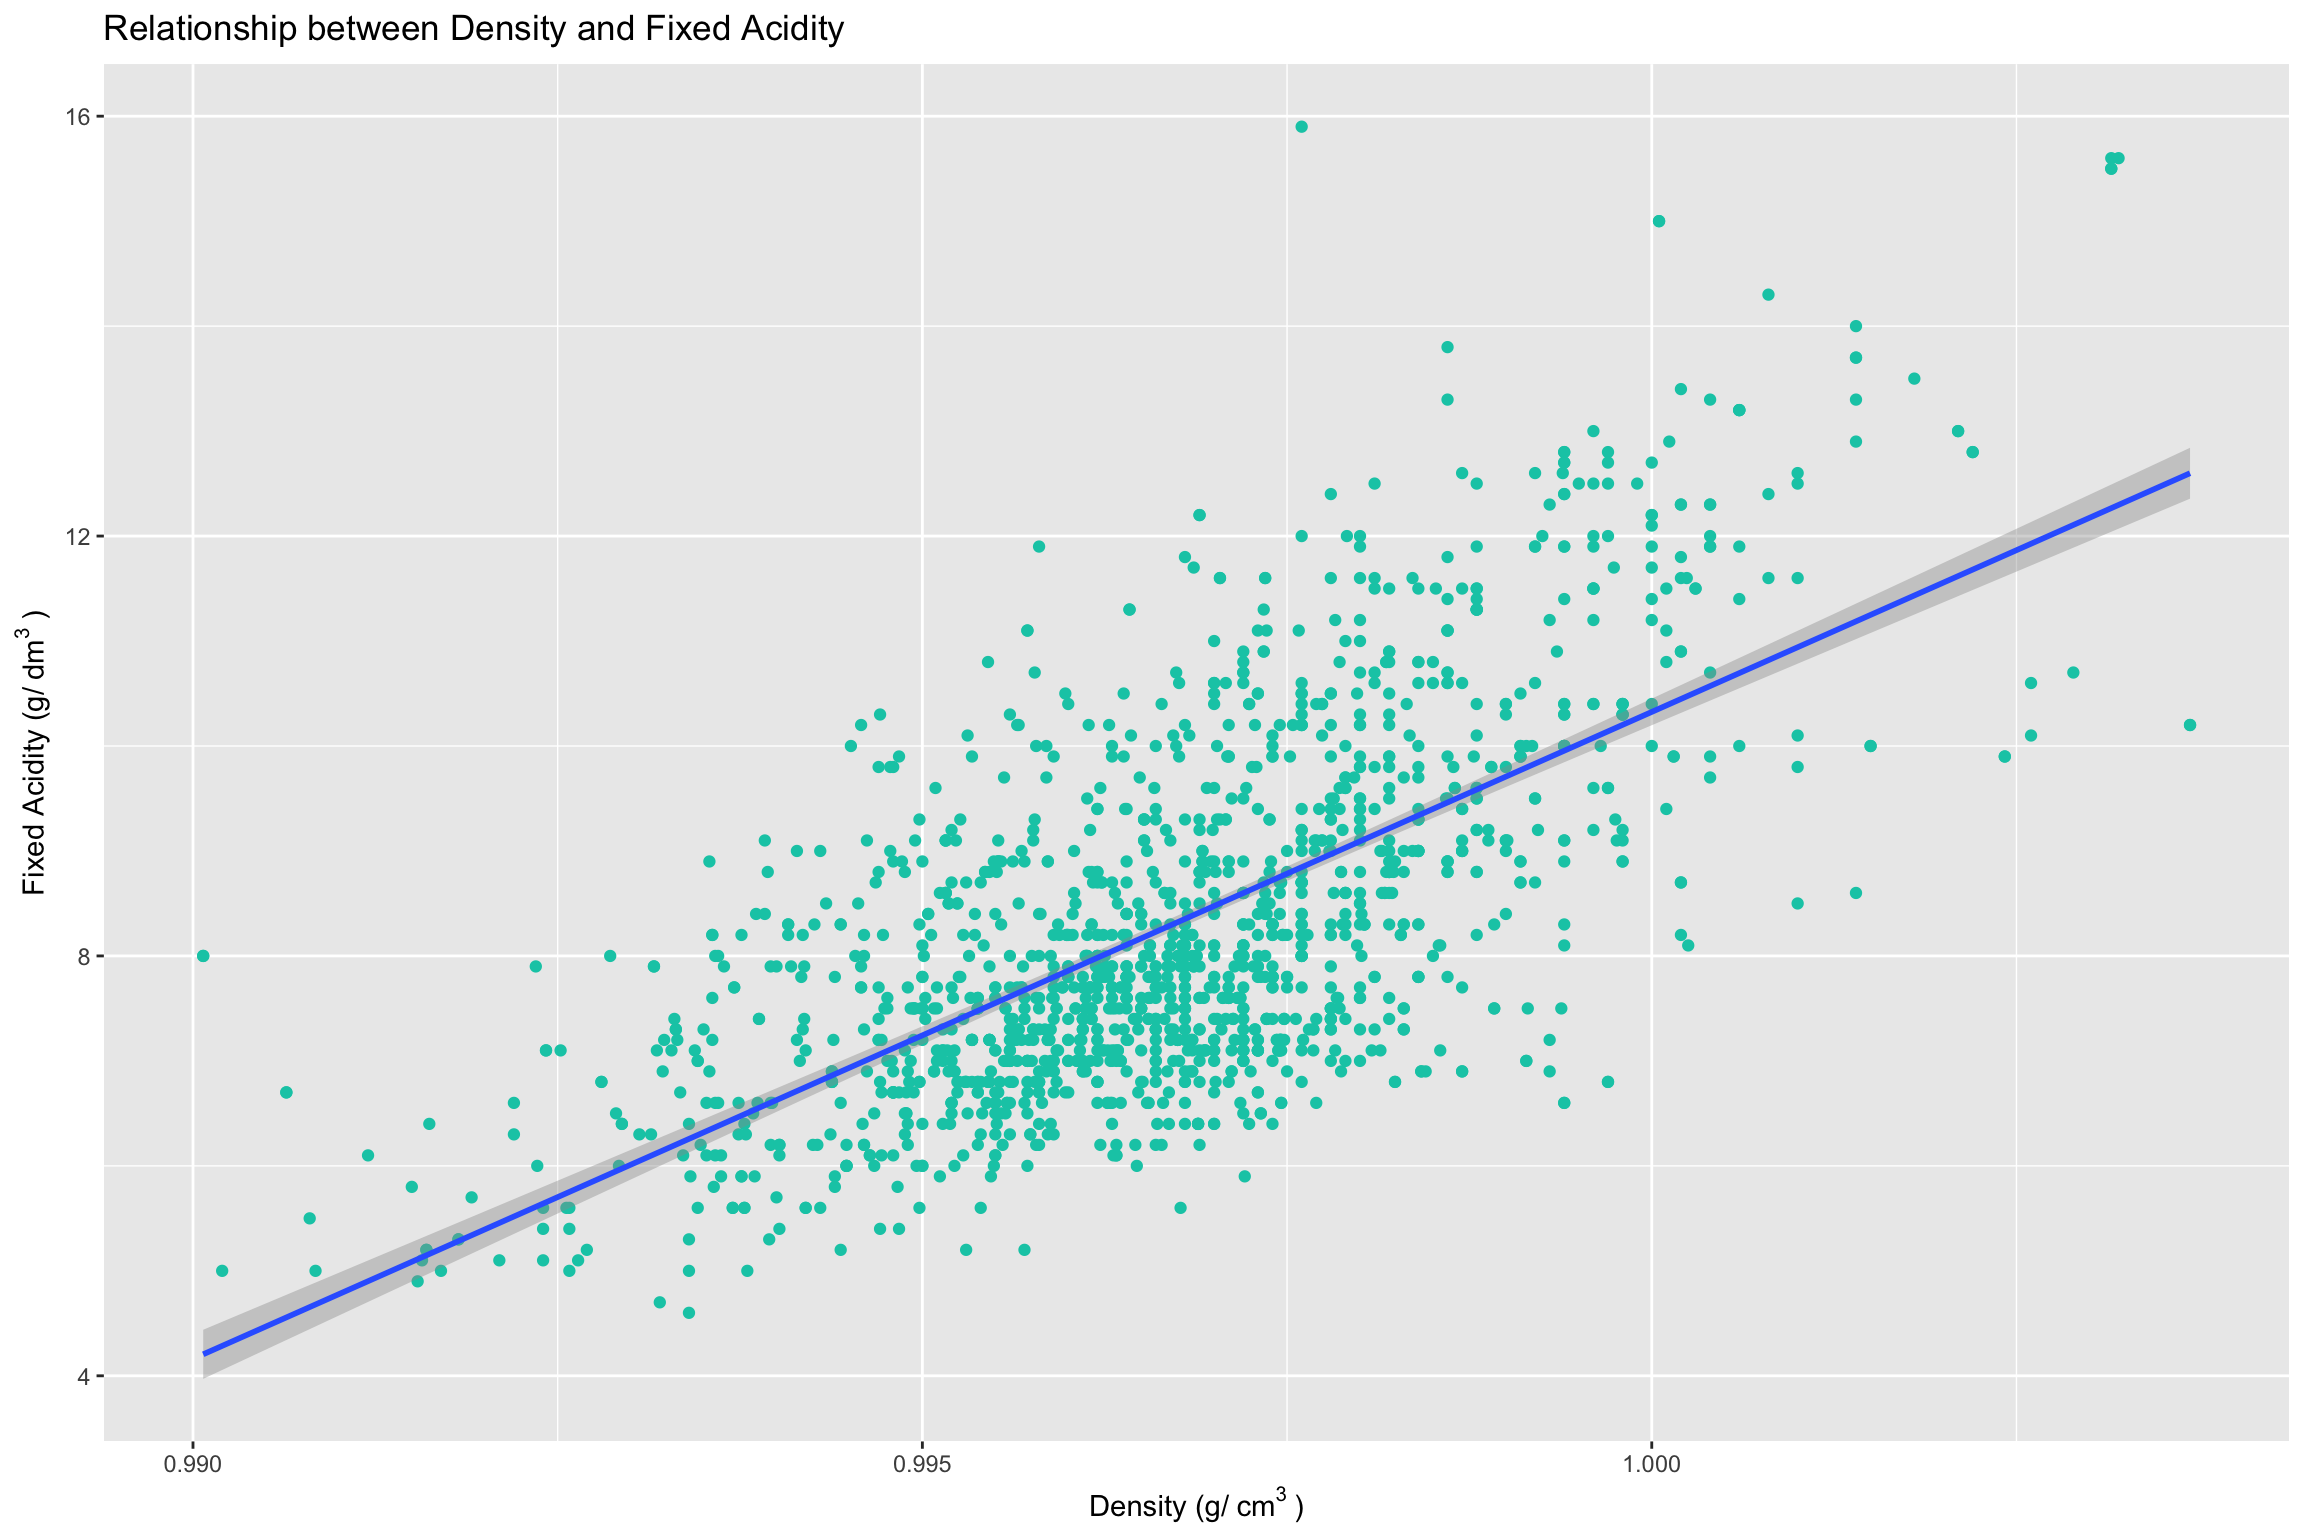 Relationship between Density and Fixed Acidity
16
12
8
4
Fixed Acidity (g/ dm³ )
0.990
0.995
1.000
Density (g/ cm³ )